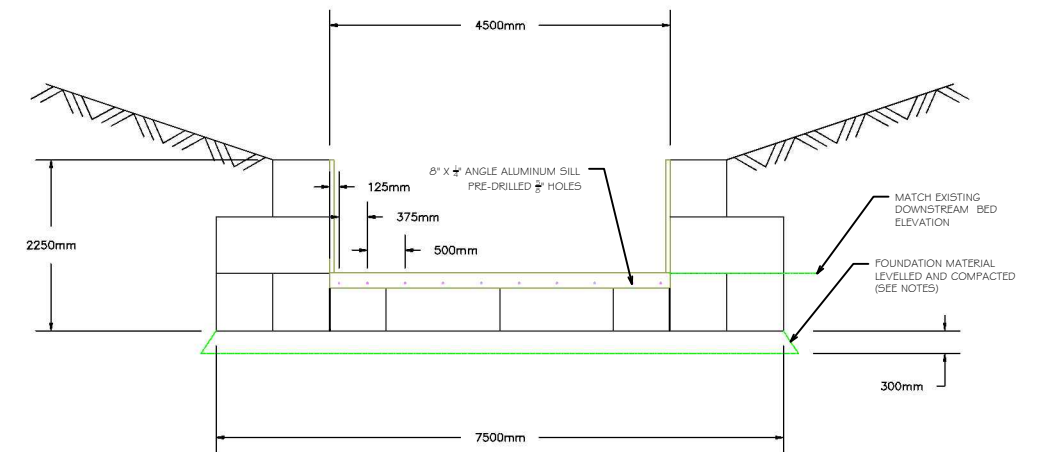 4500mm
8" X 1/4" ANGLE ALUMINUM SILL
PRE-DRILLED 5/8" HOLES
125mm
375mm
500mm
2250mm
MATCH EXISTING
DOWNSTREAM BED
ELEVATION
FOUNDATION MATERIAL
LEVELLED AND COMPACTED
(SEE NOTES)
300mm
7500mm